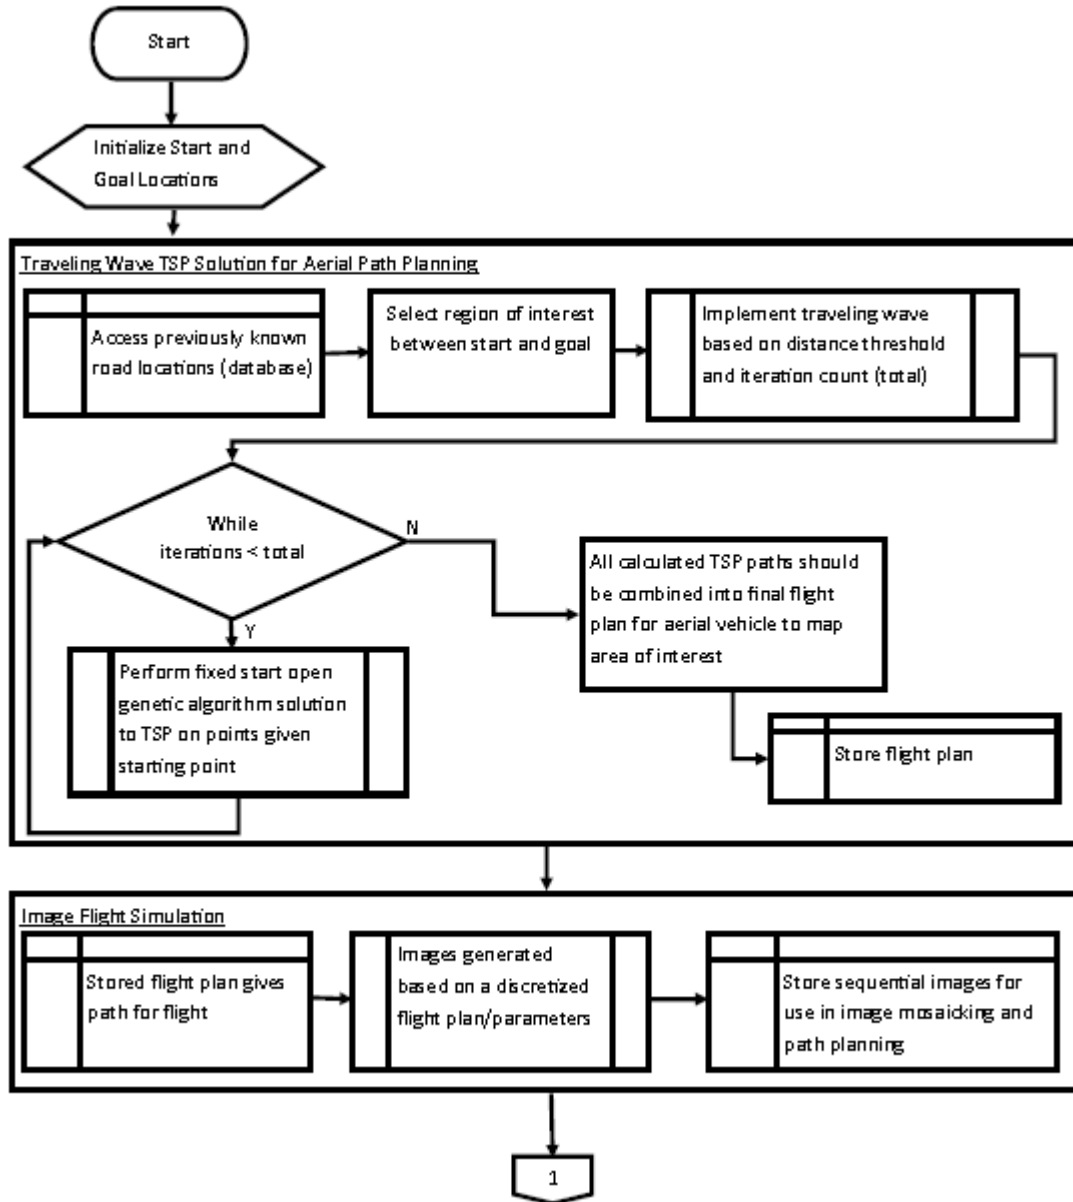 Start
Initialize Start and
Goal Locations
Traveling Wave TSP Solution for Aerial Path Planning
Access previously known
road locations (database)
Select region of interest
between start and goal
Implement traveling wave
based on distance threshold
and iteration count (total)
While
iterations < total
N
Y
All calculated TSP paths should
be combined into final flight
plan for aerial vehicle to map
area of interest
Perform fixed start open
genetic algorithm solution
to TSP on points given
starting point
Store flight plan
Image Flight Simulation
Stored flight plan gives
path for flight
Images generated
based on a discretized
flight plan/parameters
Store sequential images for
use in image mosaicking and
path planning
1